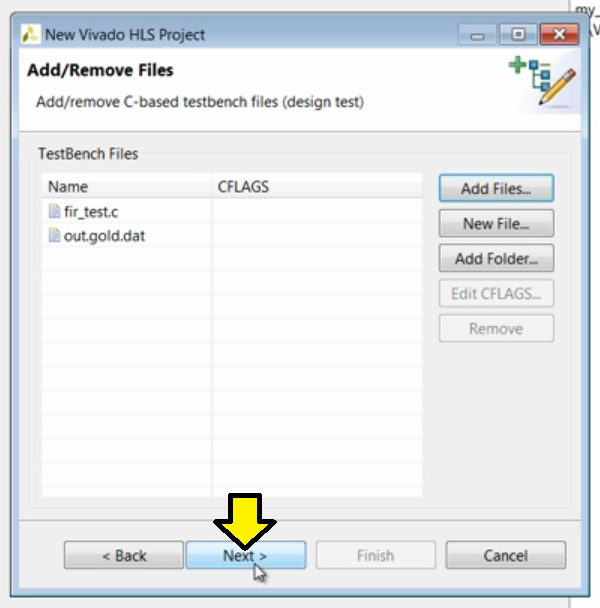 my_
\V
New Vivado HLS Project
Add/Remove Files
Add/remove C-based testbench files (design test)
TestBench Files
Name CFLAGS
fir_test.c
out.gold.dat
Add Files...
New File...
Add Folder...
Edit CFLAGS...
Remove
< Back Next > Finish Cancel